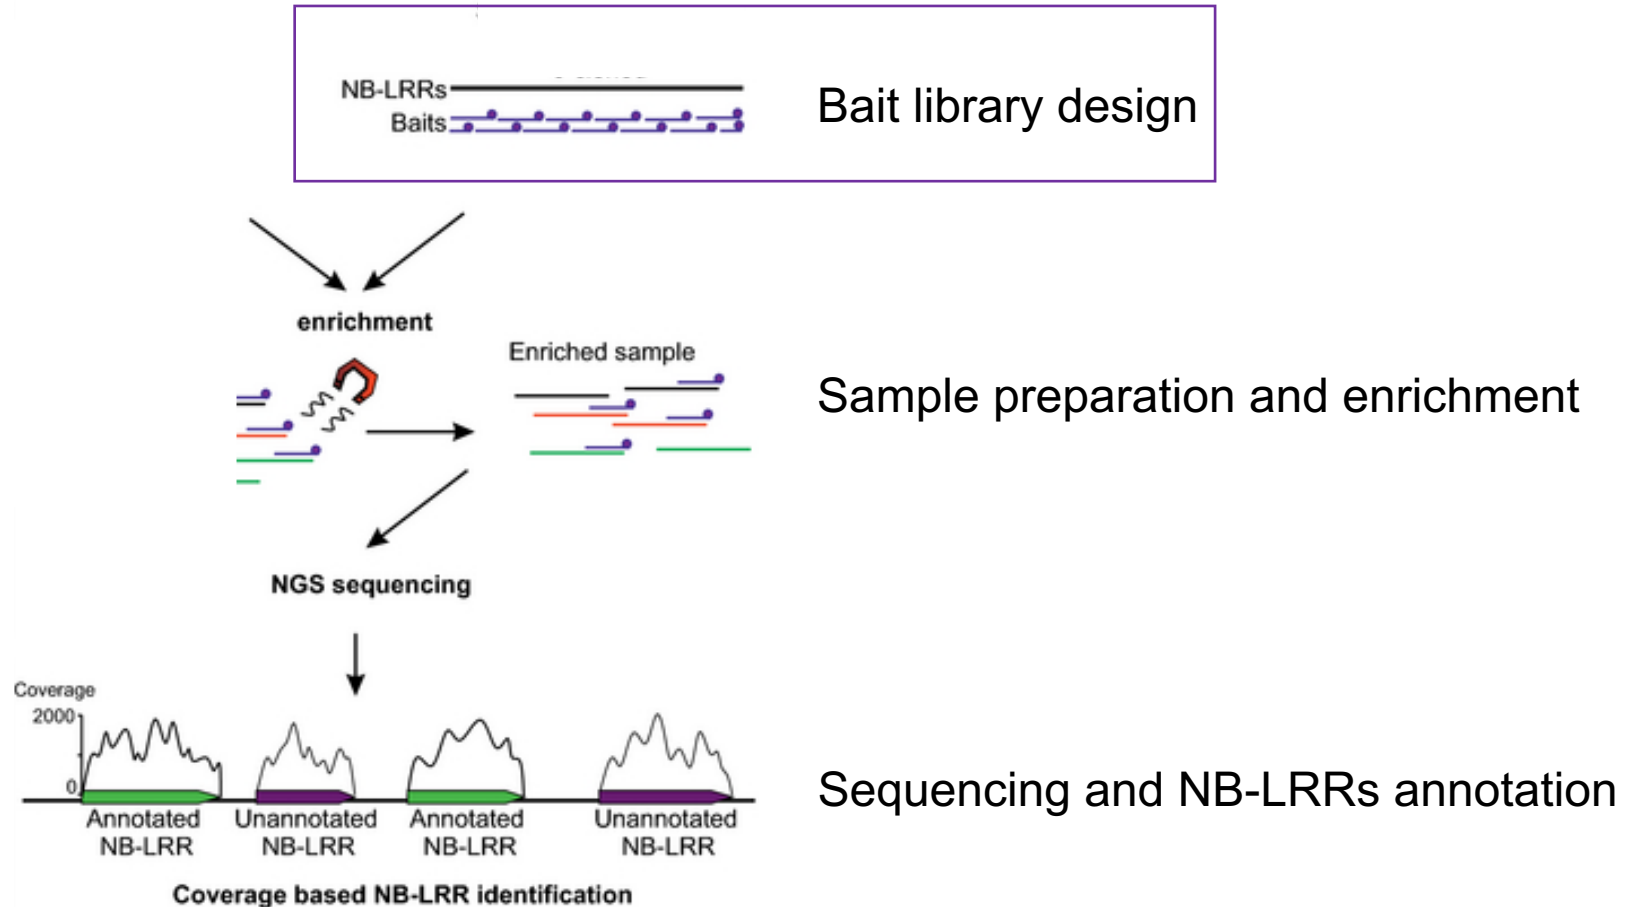 NB-LRRs
Baits
Bait library design
enrichment
Enriched sample
Sample preparation and enrichment
NGS sequencing
Coverage
2000
0
Annotated
NB-LRR
Unannotated
NB-LRR
Annotated
NB-LRR
Unannotated
NB-LRR
Sequencing and NB-LRRs annotation
Coverage based NB-LRR identification